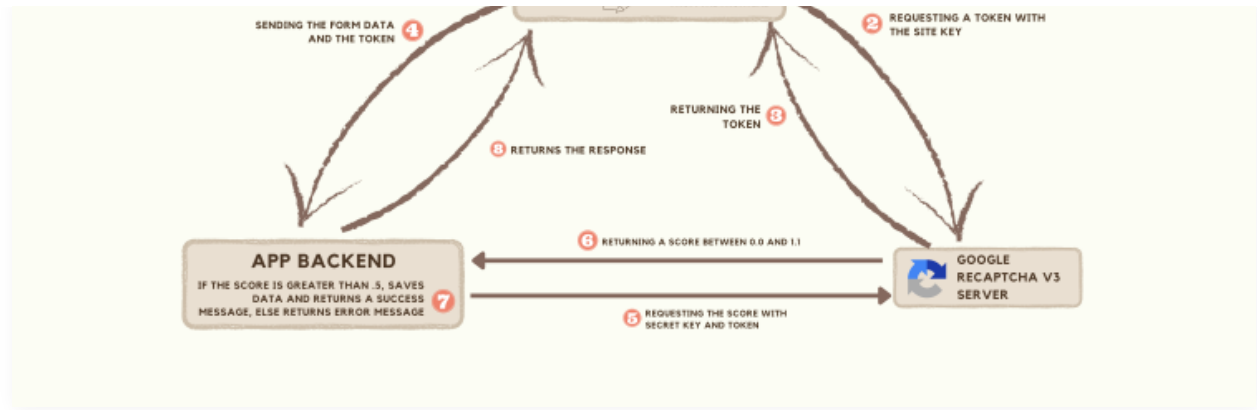 SENDING THE FORM DATA
AND THE TOKEN
4
2
REQUESTING A TOKEN WITH
THE SITE KEY
RETURNING THE
TOKEN
3
8
RETURNS THE RESPONSE
6
RETURNING A SCORE BETWEEN 0.0 AND 1.1
APP BACKEND
IF THE SCORE IS GREATER THAN .5, SAVES
DATA AND RETURNS A SUCCESS
MESSAGE, ELSE RETURNS ERROR MESSAGE
7
GOOGLE
RECAPTCHA V3
SERVER
5
REQUESTING THE SCORE WITH
SECRET KEY AND TOKEN